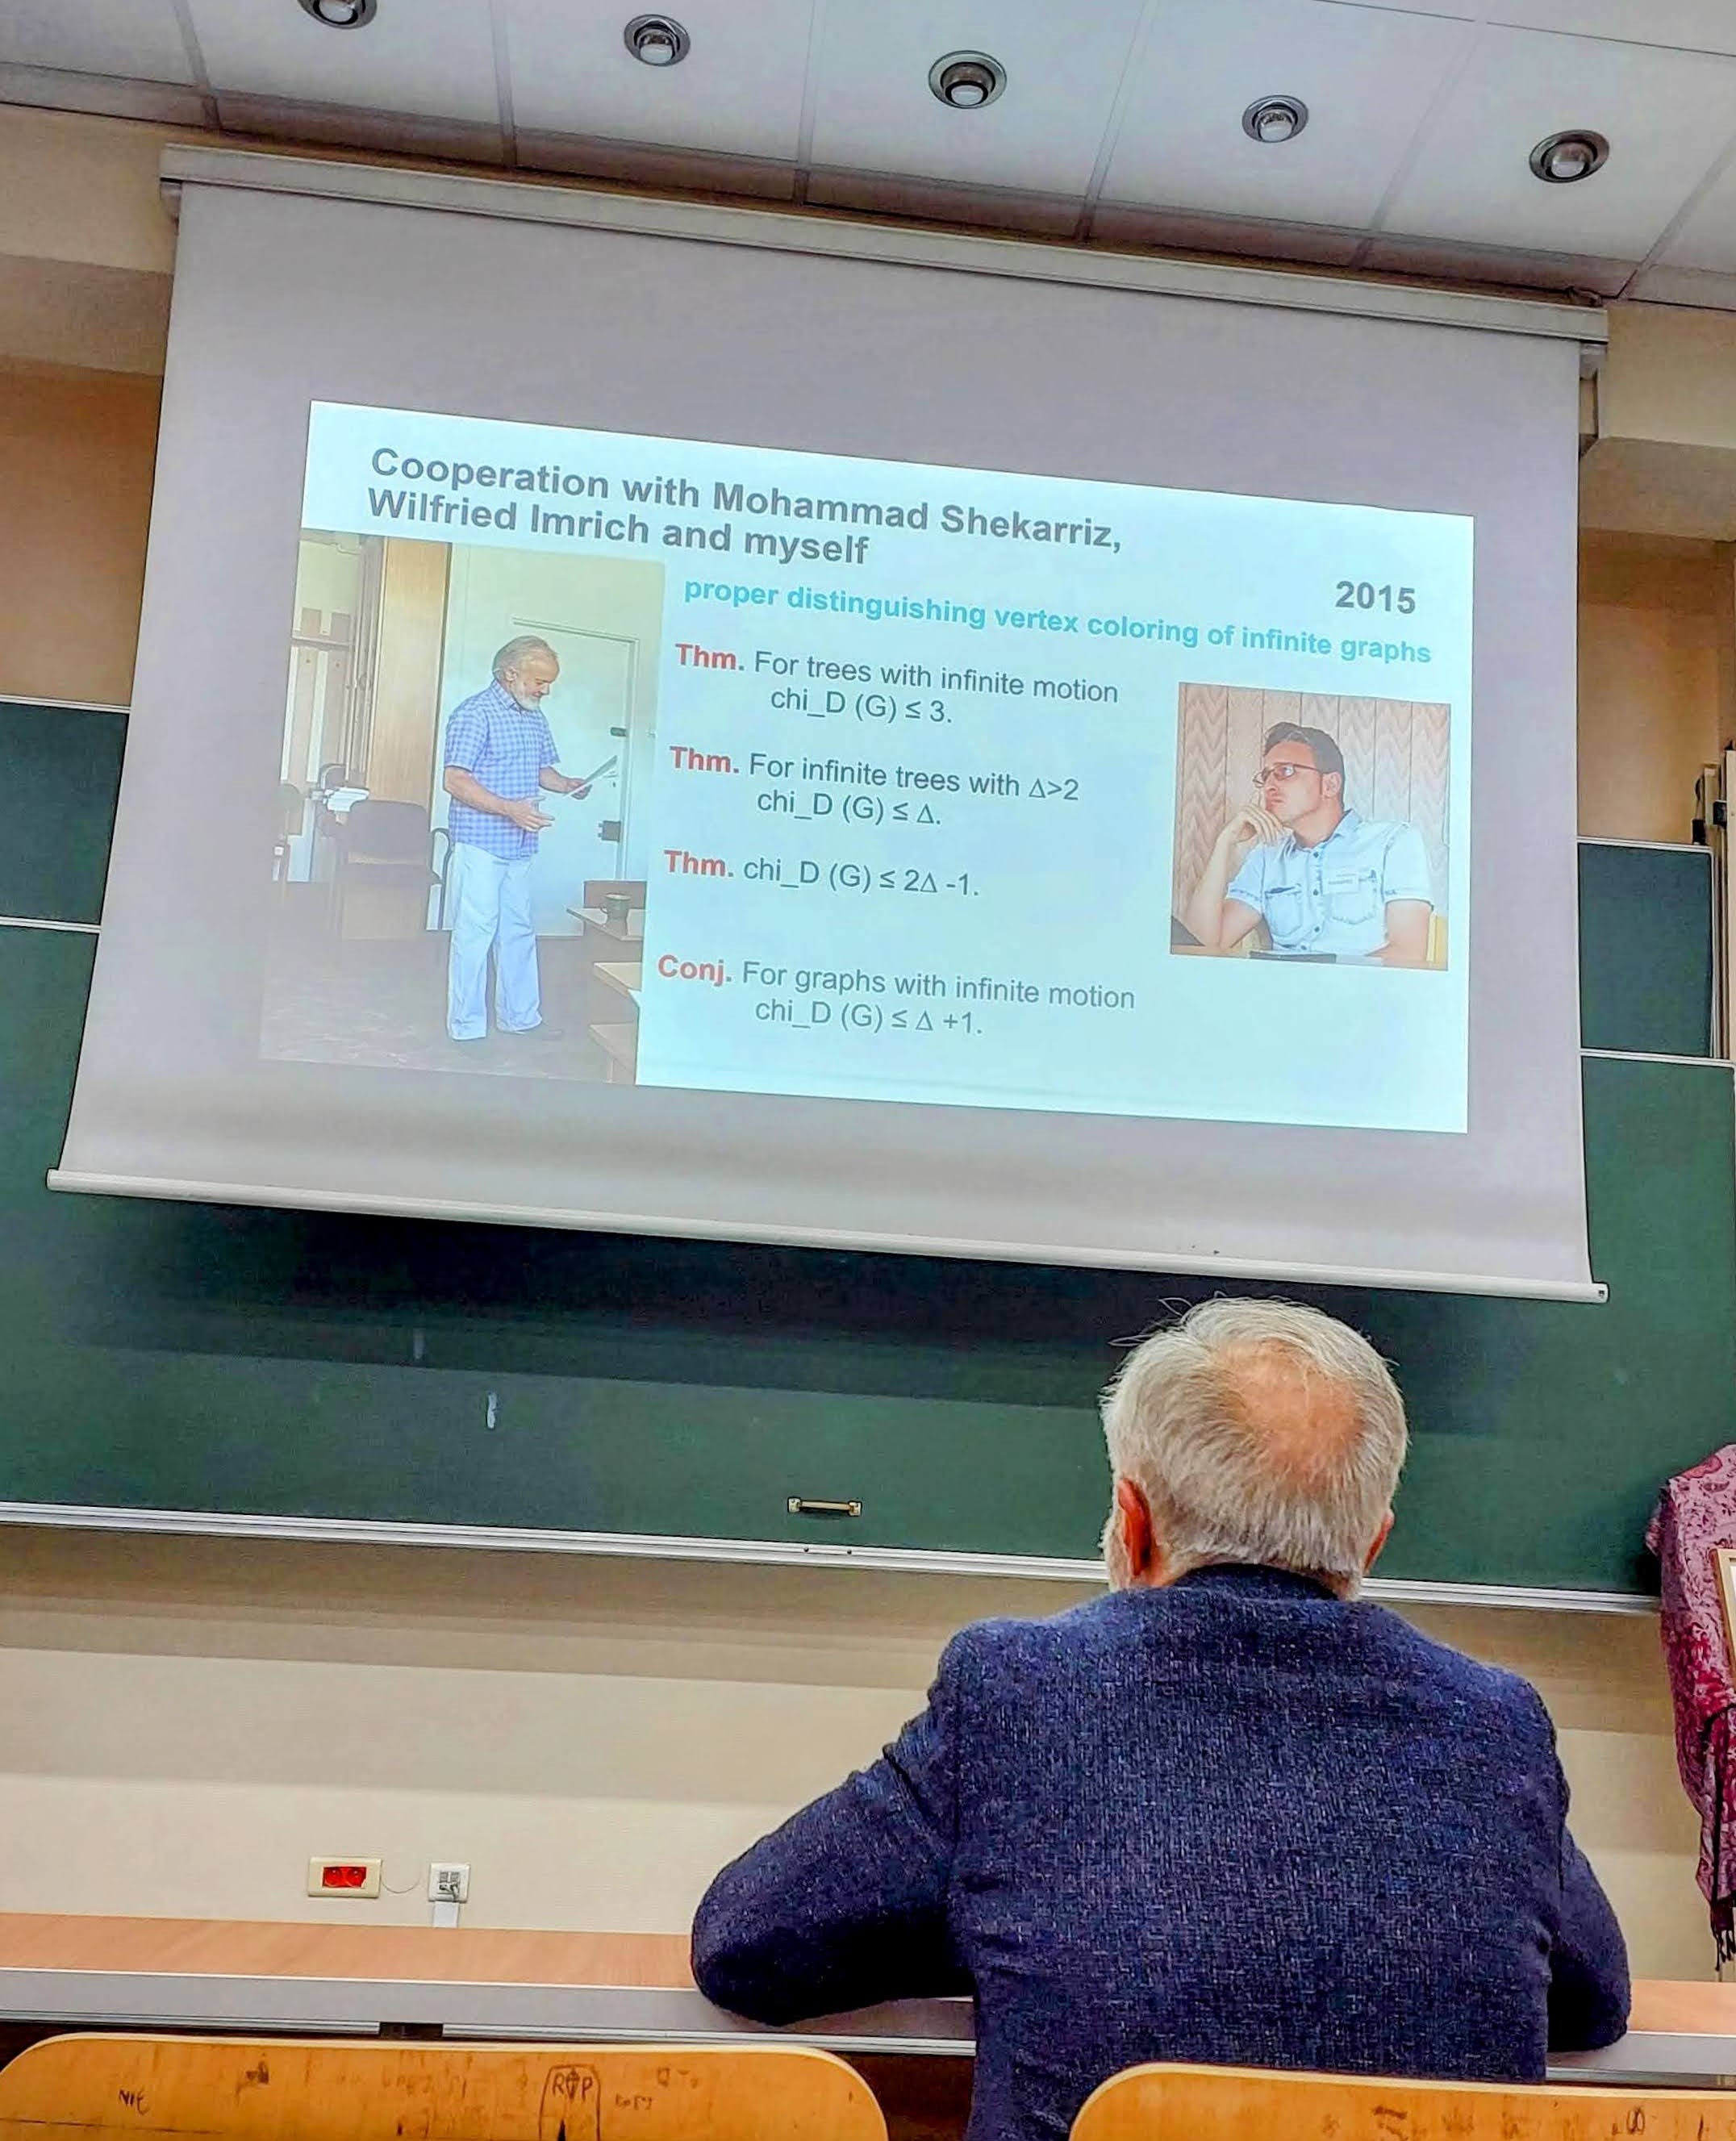 Cooperation with Mohammad Shekarriz,
Wilfried Imrich and myself
2015
proper distinguishing vertex coloring of infinite graphs
Thm. For trees with infinite motion
chi_D (G) ≤ 3.
Thm. For infinite trees with Δ>2
chi_D (G) ≤ Δ.
Thm. chi_D (G) ≤ 2Δ -1.
Conj. For graphs with infinite motion
chi_D (G) ≤ Δ +1.
NIE